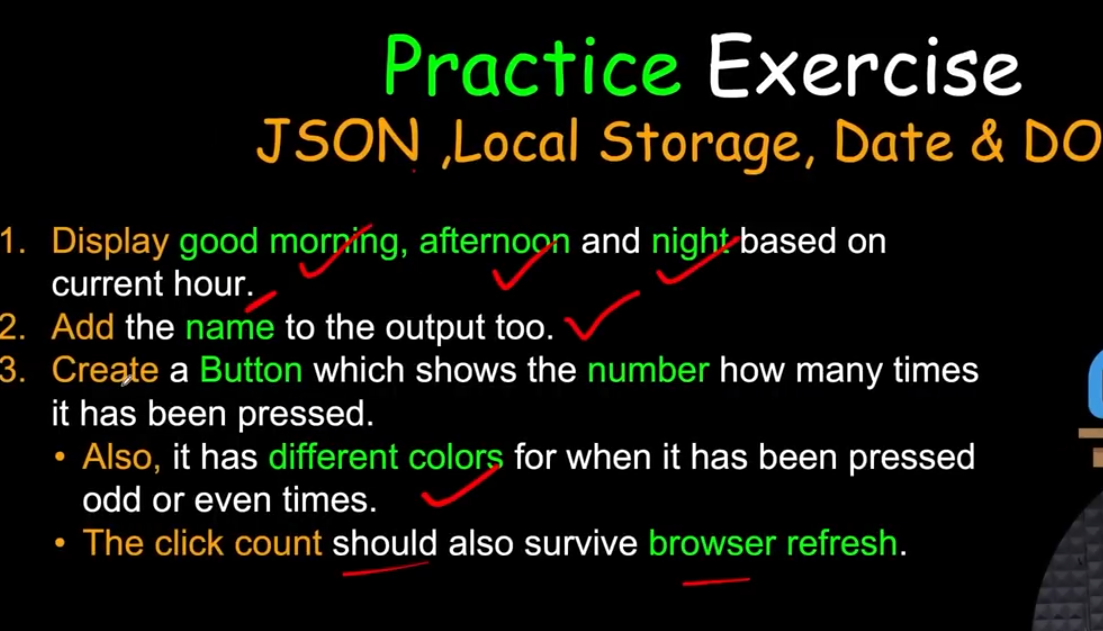 Practice Exercise
JSON ,Local Storage, Date & DO
1. Display good morning, afternoon and night based on
current hour.
2. Add the name to the output too.
3. Create a Button which shows the number how many times
it has been pressed.
• Also, it has different colors for when it has been pressed
odd or even times.
• The click count should also survive browser refresh.